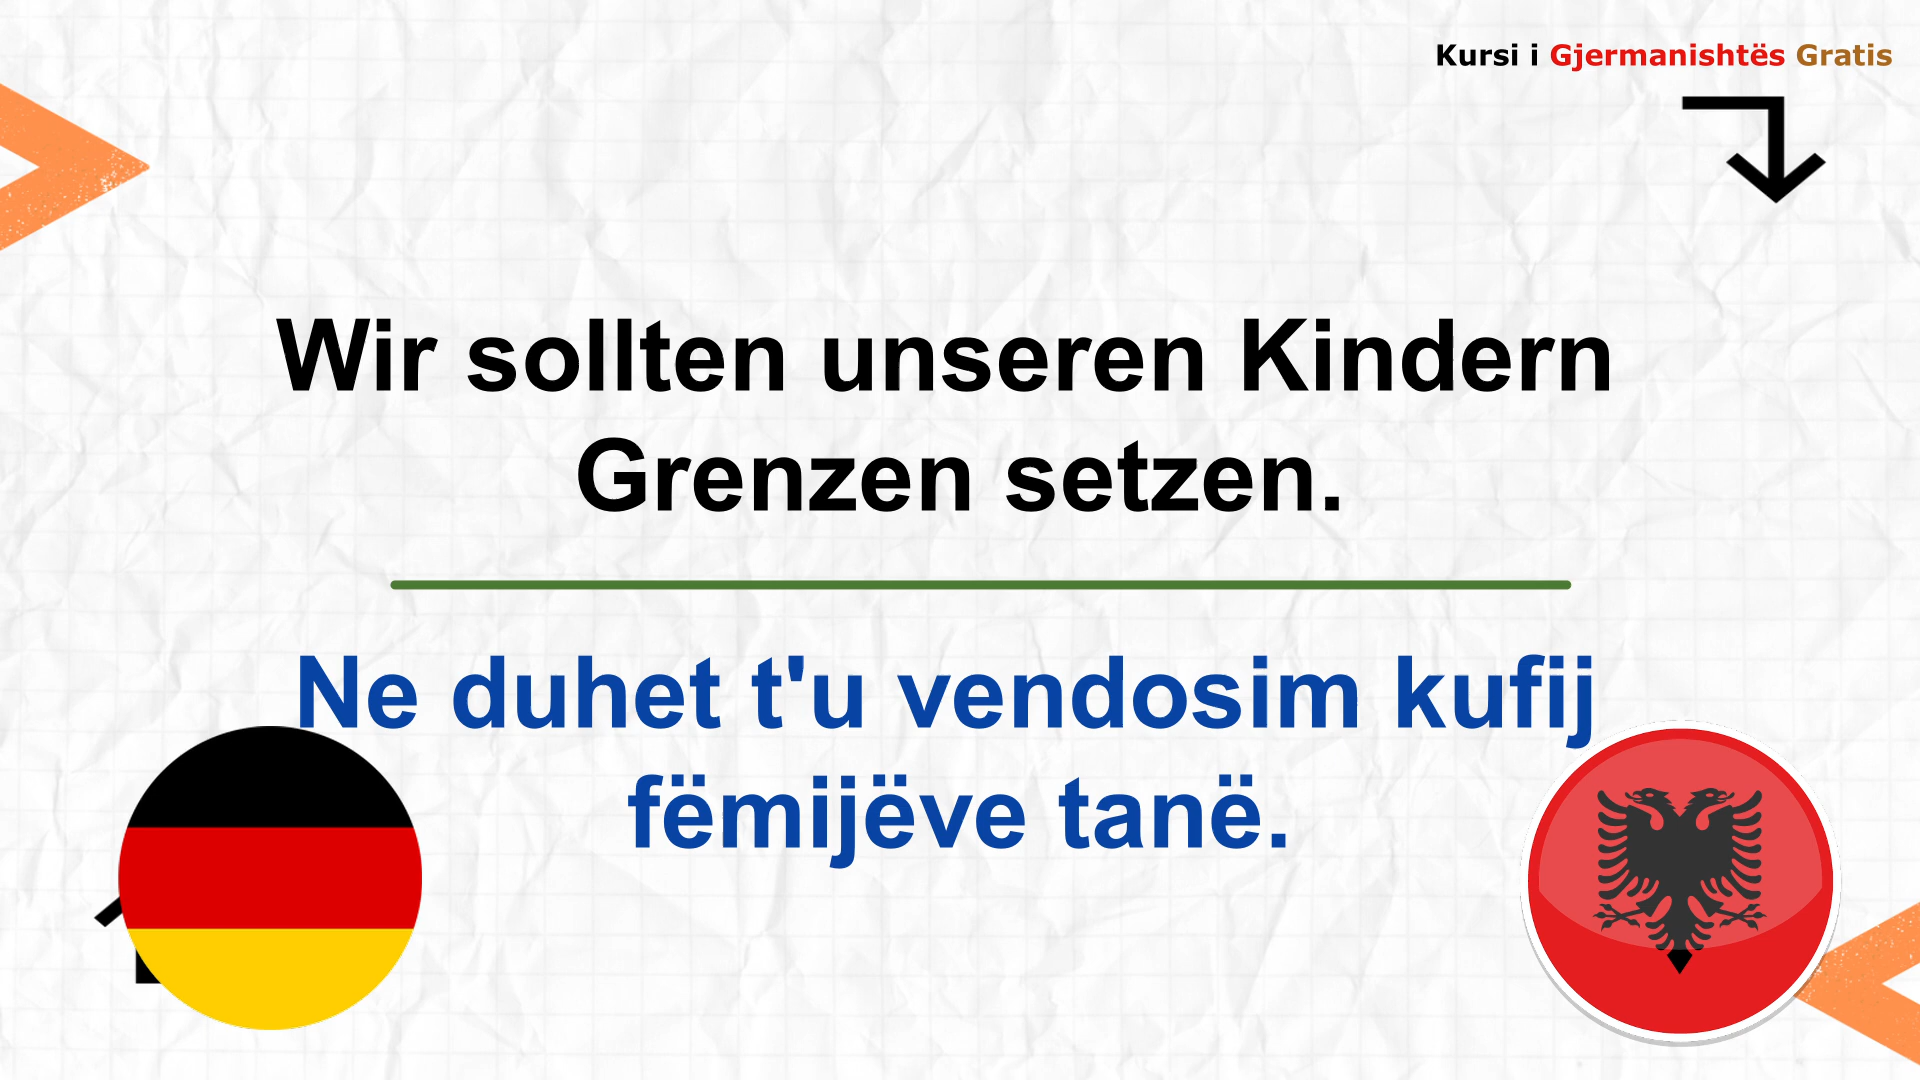 Kursi i Gjermanishtës Gratis
Wir sollten unseren Kindern
Grenzen setzen.
Ne duhet t'u vendosim kufij
fëmijëve tanë.